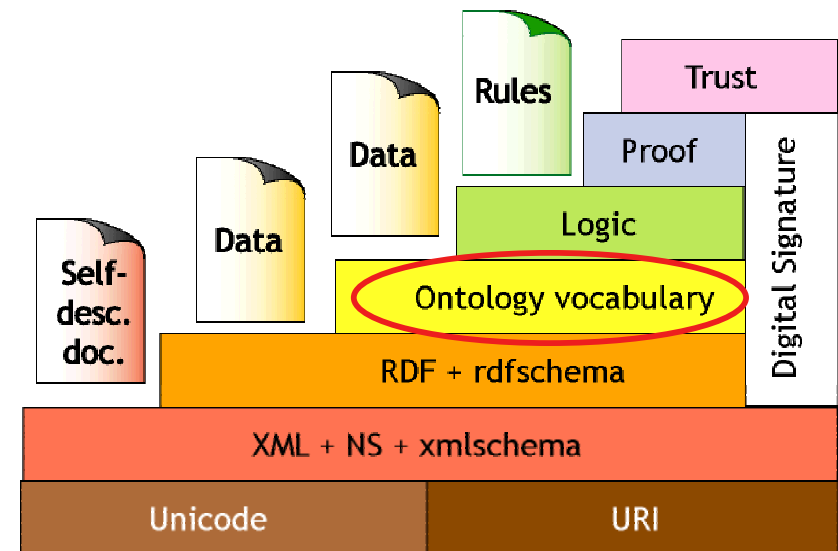 Rules
Trust
Data
Proof
Data
Logic
Self-
desc.
doc.
Ontology vocabulary
Digital Signature
RDF + rdfschema
XML + NS + xmlschema
Unicode
URI